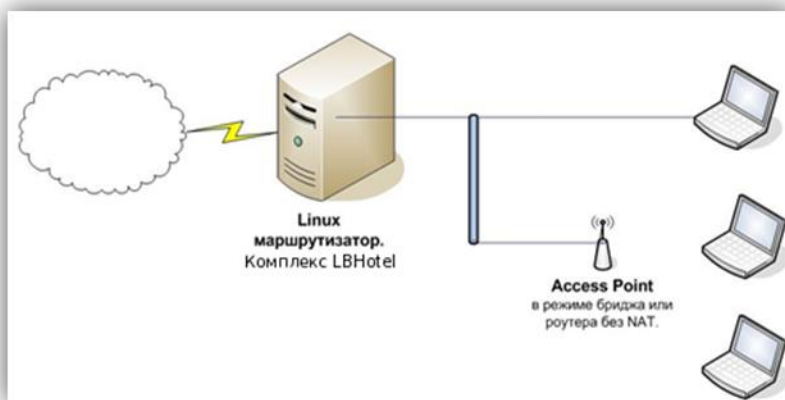 Linux
маршрутизатор.
Комплекс LBHotel
Access Point
в режиме бриджа или
роутера без NAT.